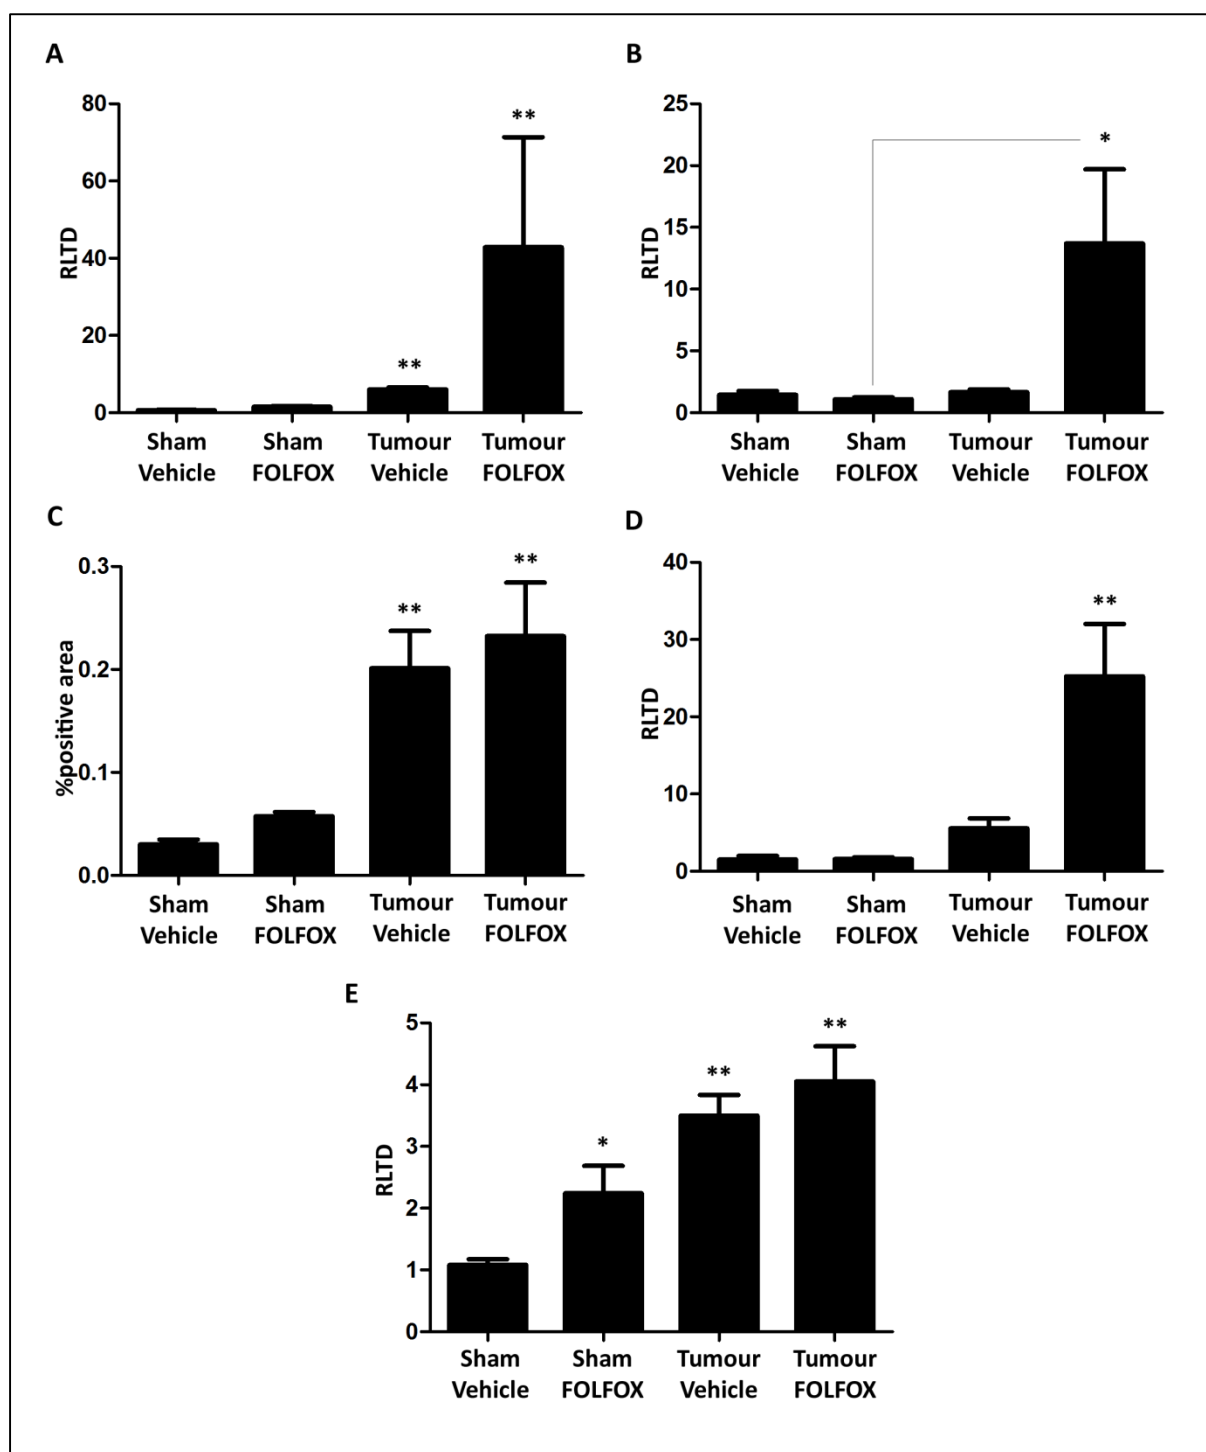 A
80
60
40
20
0
RLTD
**
**
Sham
Vehicle
Sham
FOLFOX
Tumour
Vehicle
Tumour
FOLFOX
B
25
20
15
10
5
0
RLTD
*
Sham
Vehicle
Sham
FOLFOX
Tumour
Vehicle
Tumour
FOLFOX
C
0.3
0.2
0.1
0.0
%positive area
**
**
Sham
Vehicle
Sham
FOLFOX
Tumour
Vehicle
Tumour
FOLFOX
D
40
30
20
10
0
RLTD
**
Sham
Vehicle
Sham
FOLFOX
Tumour
Vehicle
Tumour
FOLFOX
E
5
4
3
2
1
0
RLTD
*
**
**
Sham
Vehicle
Sham
FOLFOX
Tumour
Vehicle
Tumour
FOLFOX